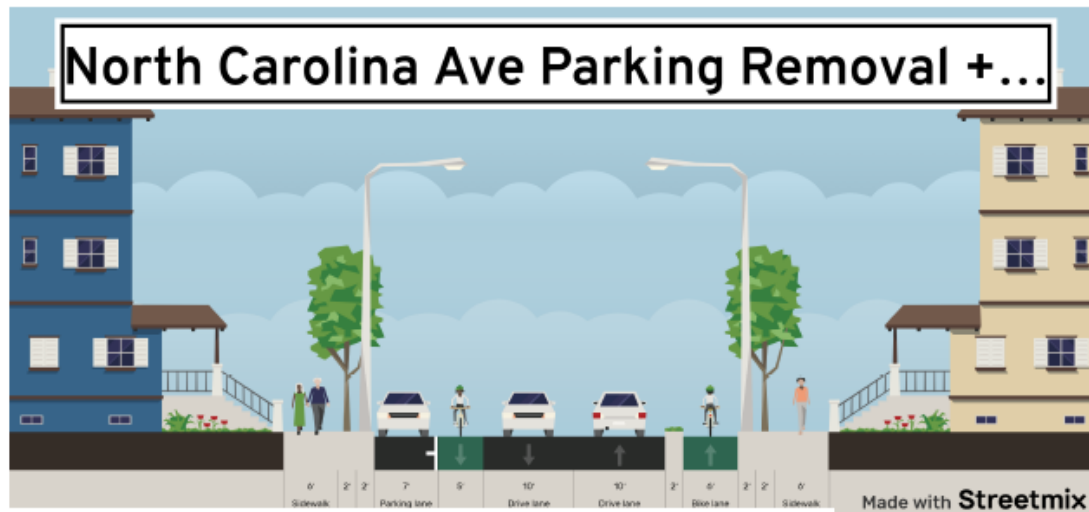 North Carolina Ave Parking Removal +...
6' 2' 2' 7' 5' 10' 10' 2' 6' 2' 2' 6'
Sidewalk Parking lane Drive lane Drive lane Bike lane Sidewalk
Made with Streetmix